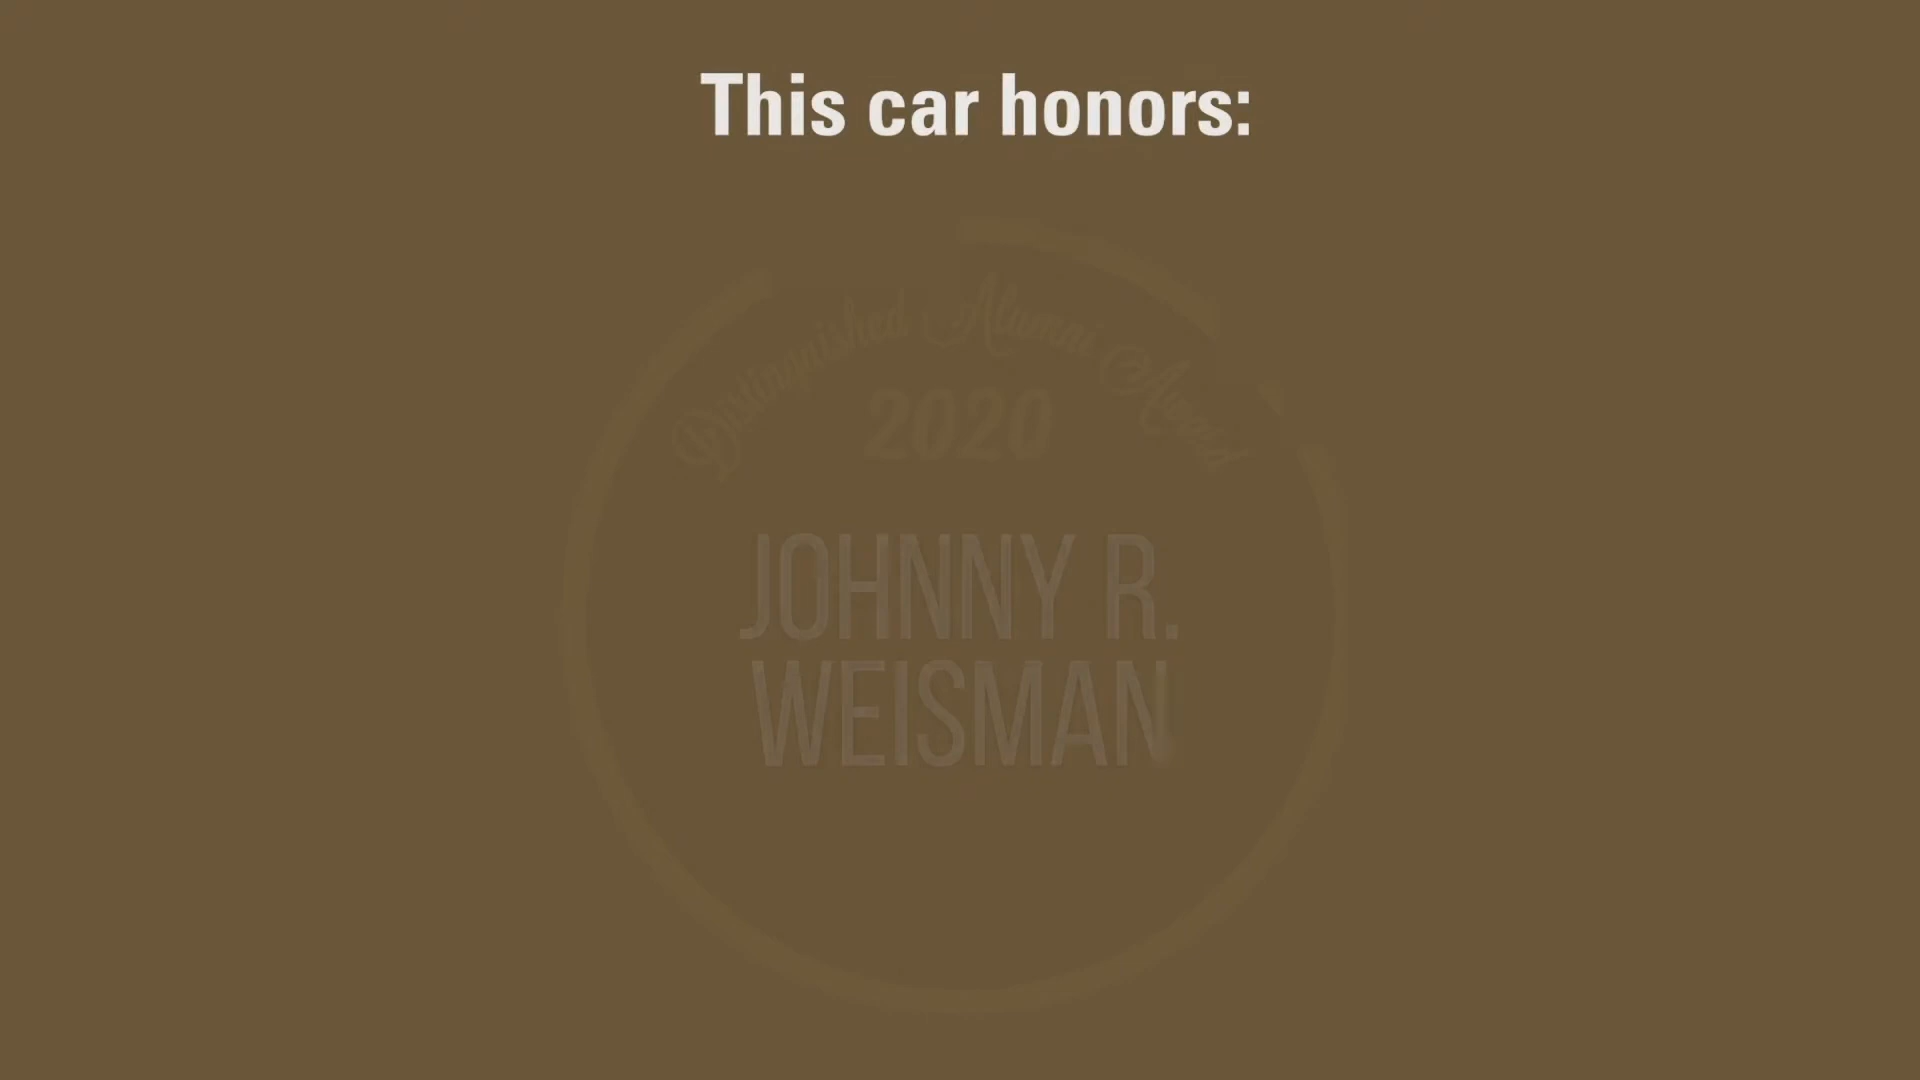 This car honors:
Distinguished Alumni Award
2020
JOHNNY R.
WEISMAN